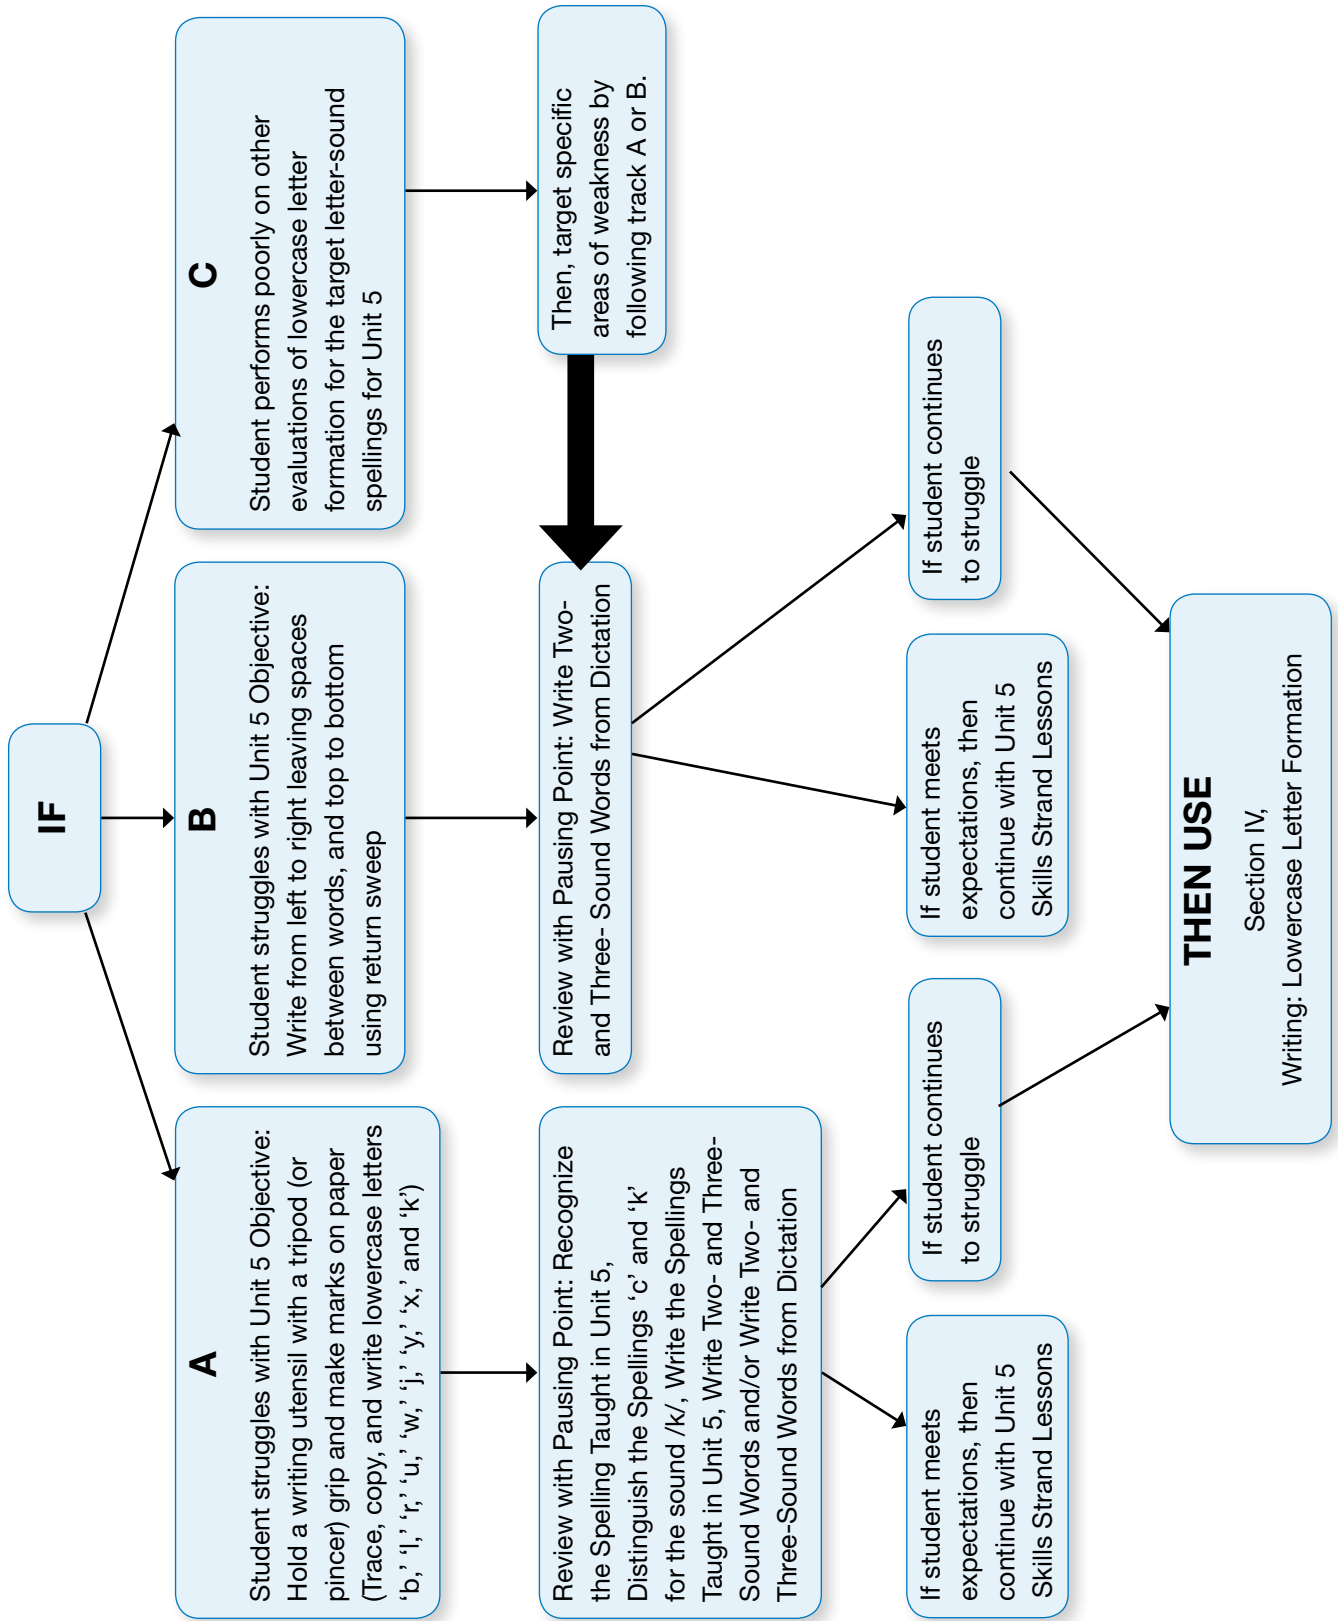 IF
A
Student struggles with Unit 5 Objective:
Hold a writing utensil with a tripod (or
pincer) grip and make marks on paper
(Trace, copy, and write lowercase letters
‘b,’ ‘l,’ ‘r,’ ‘u,’ ‘w,’ ‘j,’ ‘y,’ ‘x,’ and ‘k’)
B
Student struggles with Unit 5 Objective:
Write from left to right leaving spaces
between words, and top to bottom
using return sweep
C
Student performs poorly on other
evaluations of lowercase letter
formation for the target letter-sound
spellings for Unit 5
Review with Pausing Point: Recognize
the Spelling Taught in Unit 5,
Distinguish the Spellings ‘c’ and ‘k’
for the sound /k/, Write the Spellings
Taught in Unit 5, Write Two- and Three-
Sound Words and/or Write Two- and
Three-Sound Words from Dictation
Review with Pausing Point: Write Two-
and Three- Sound Words from Dictation
Then, target specific
areas of weakness by
following track A or B.
If student meets
expectations, then
continue with Unit 5
Skills Strand Lessons
If student continues
to struggle
If student meets
expectations, then
continue with Unit 5
Skills Strand Lessons
If student continues
to struggle
THEN USE
Section IV,
Writing: Lowercase Letter Formation